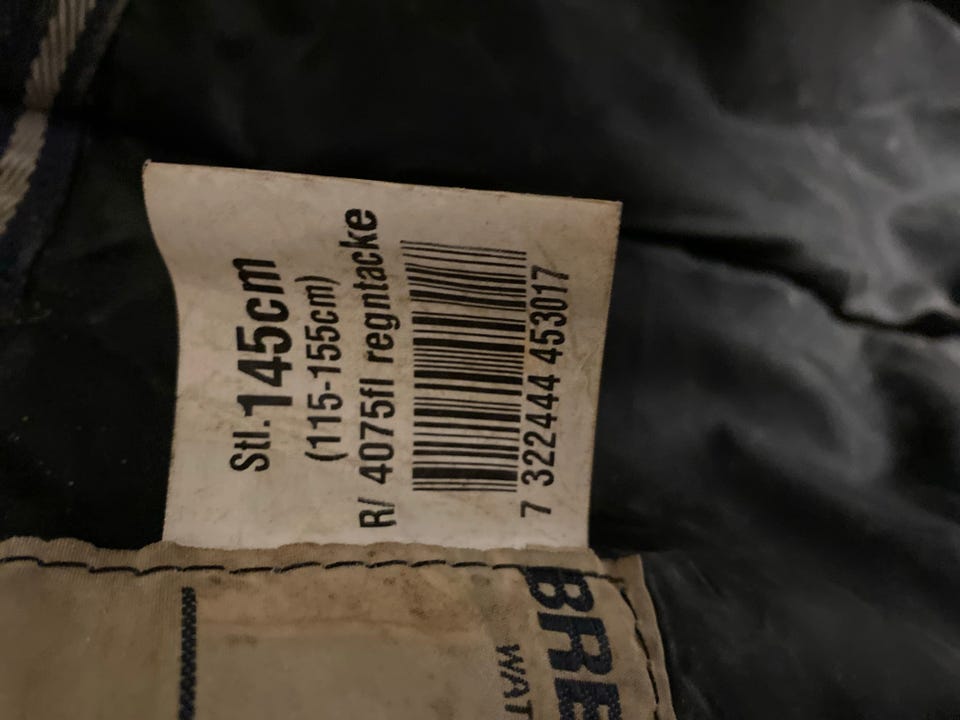 Stl.145cm
(115-155cm)
R/ 4075fl regntacke
7 322444 453017
BRE
WAT